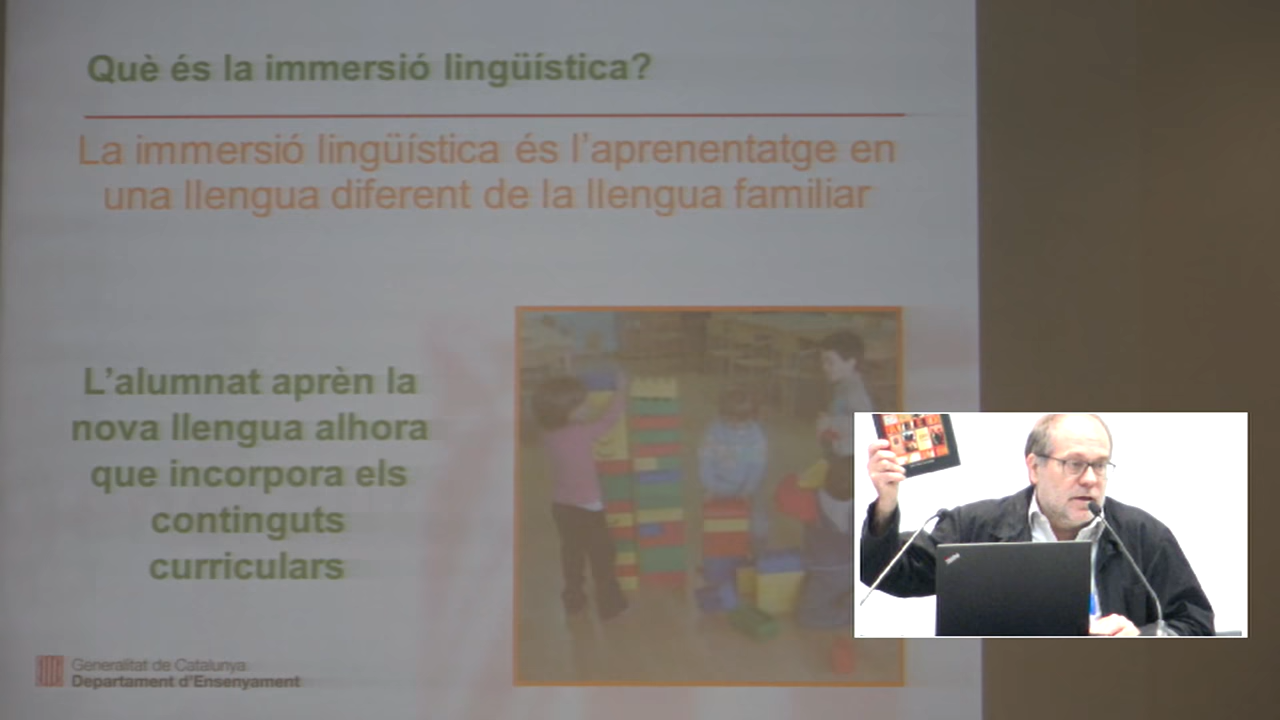 Què és la immersió lingüística?
La immersió lingüística és l'aprenentatge en
una llengua diferent de la llengua familiar
L'alumnat aprèn la
nova llengua alhora
que incorpora els
continguts
curriculars
Generalitat de Catalunya
Departament d'Ensenyament